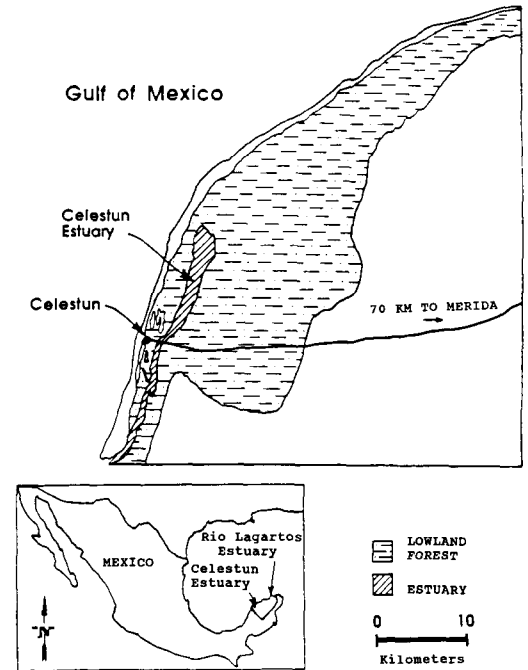 Gulf of Mexico
Celestun
Estuary
Celestun
70 KM TO MERIDA
MEXICO
Rio Lagartos
Estuary
Celestun
Estuary
N
LOWLAND
FOREST
ESTUARY
0 10
Kilometers